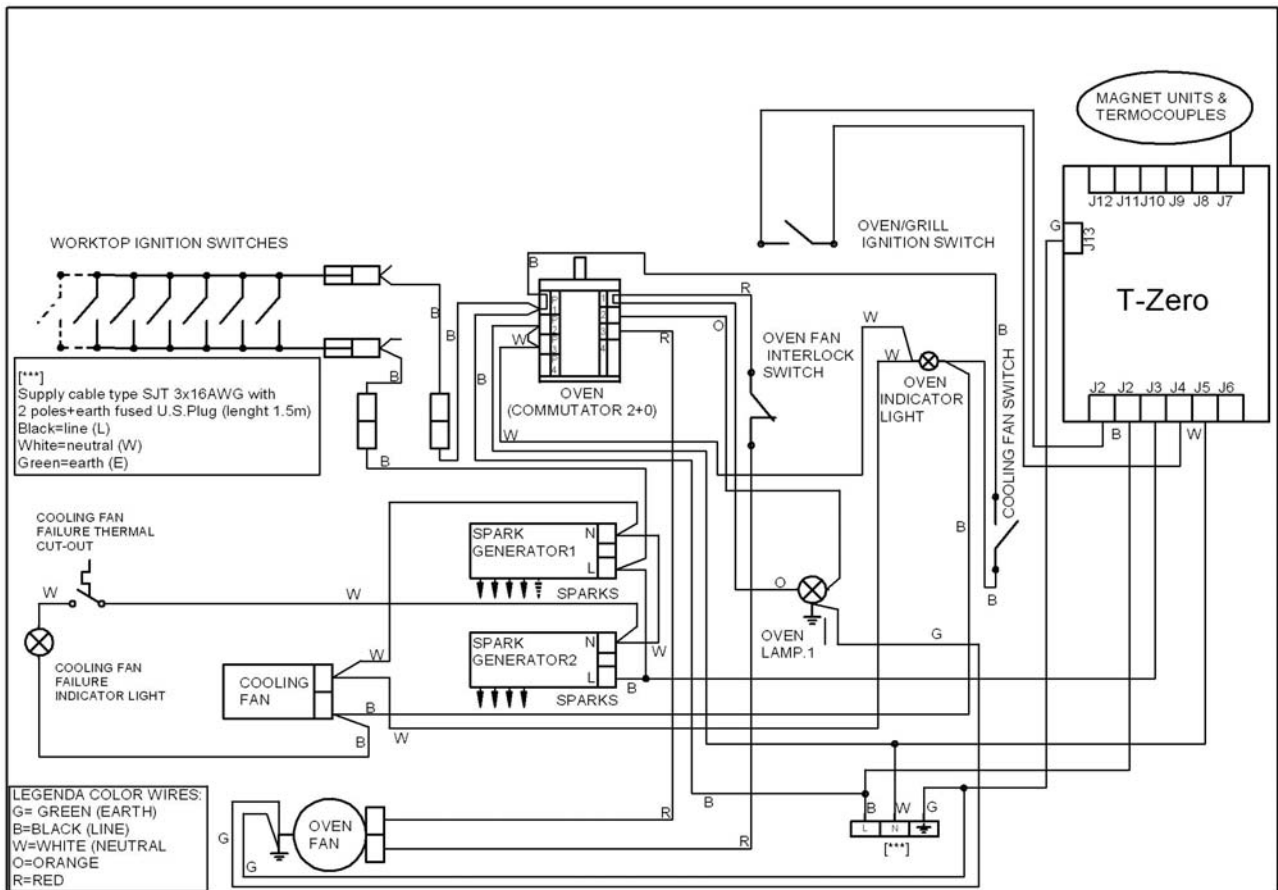 MAGNET UNITS &
TERMOCOUPLES
J12 J11 J10 J9 J8 J7
G
J13
T-Zero
J2 J2 J3 J4 J5 J6
B
W
WORKTOP IGNITION SWITCHES
OVEN/GRILL
IGNITION SWITCH
B
R
O
R
B
B
B
B
W
W
OVEN
(COMMUTATOR 2+0)
1
2
3
4
OVEN FAN
INTERLOCK
SWITCH
W
W
OVEN
INDICATOR
LIGHT
B
COOLING FAN SWITCH
B
B
[***]
Supply cable type SJT 3x16AWG with
2 poles+earth fused U.S.Plug (lenght 1.5m)
Black=line (L)
White=neutral (W)
Green=earth (E)
COOLING FAN
FAILURE THERMAL
CUT-OUT
W
W
SPARK
GENERATOR1
N
L
SPARKS
SPARK
GENERATOR2
N
L
SPARKS
W
B
O
OVEN
LAMP.1
G
COOLING FAN
FAILURE
INDICATOR LIGHT
COOLING
FAN
W
B
B
W
LEGENDA COLOR WIRES:
G= GREEN (EARTH)
B=BLACK (LINE)
W=WHITE (NEUTRAL
O=ORANGE
R=RED
G
G
OVEN
FAN
R
R
B
B
W
G
L
N
[***]